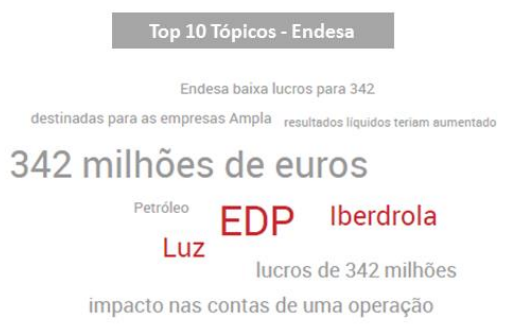 Top 10 Tópicos - Endesa
Endesa baixa lucros para 342
destinadas para as empresas Ampla
resultados líquidos teriam aumentado
342 milhões de euros
Petróleo
EDP
Iberdrola
Luz
lucros de 342 milhões
impacto nas contas de uma operação